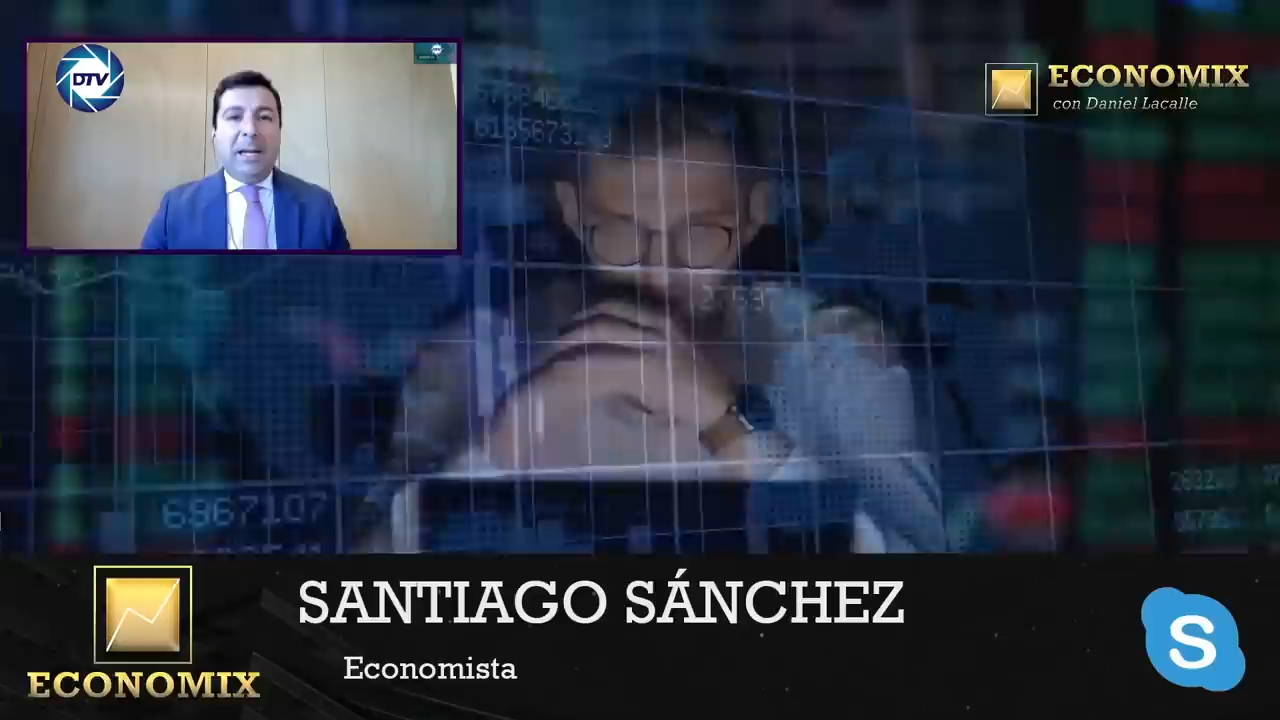 DTV
ECONOMIX
con Daniel Lacalle
6867107
SANTIAGO SÁNCHEZ
Economista
S
ECONOMIX